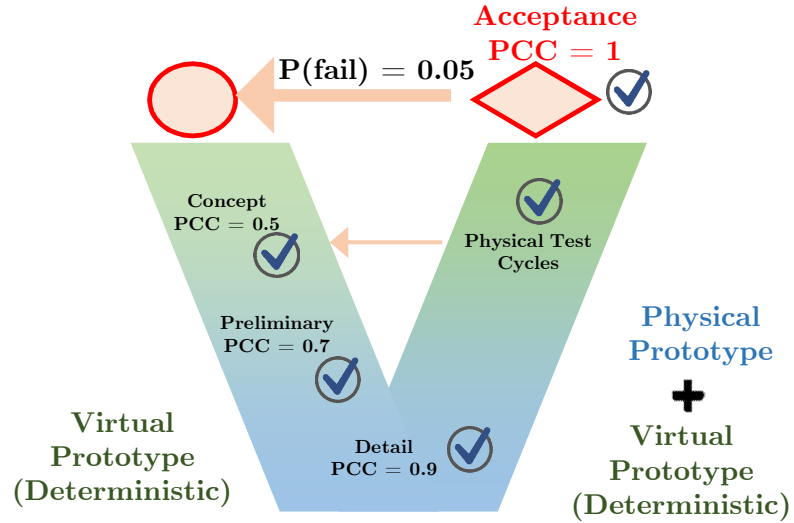 Acceptance
PCC = 1
P(fail) = 0.05
Concept
PCC = 0.5
Physical Test
Cycles
Preliminary
PCC = 0.7
Physical
Prototype
Virtual
Prototype
(Deterministic)
Detail
PCC = 0.9
Virtual
Prototype
(Deterministic)